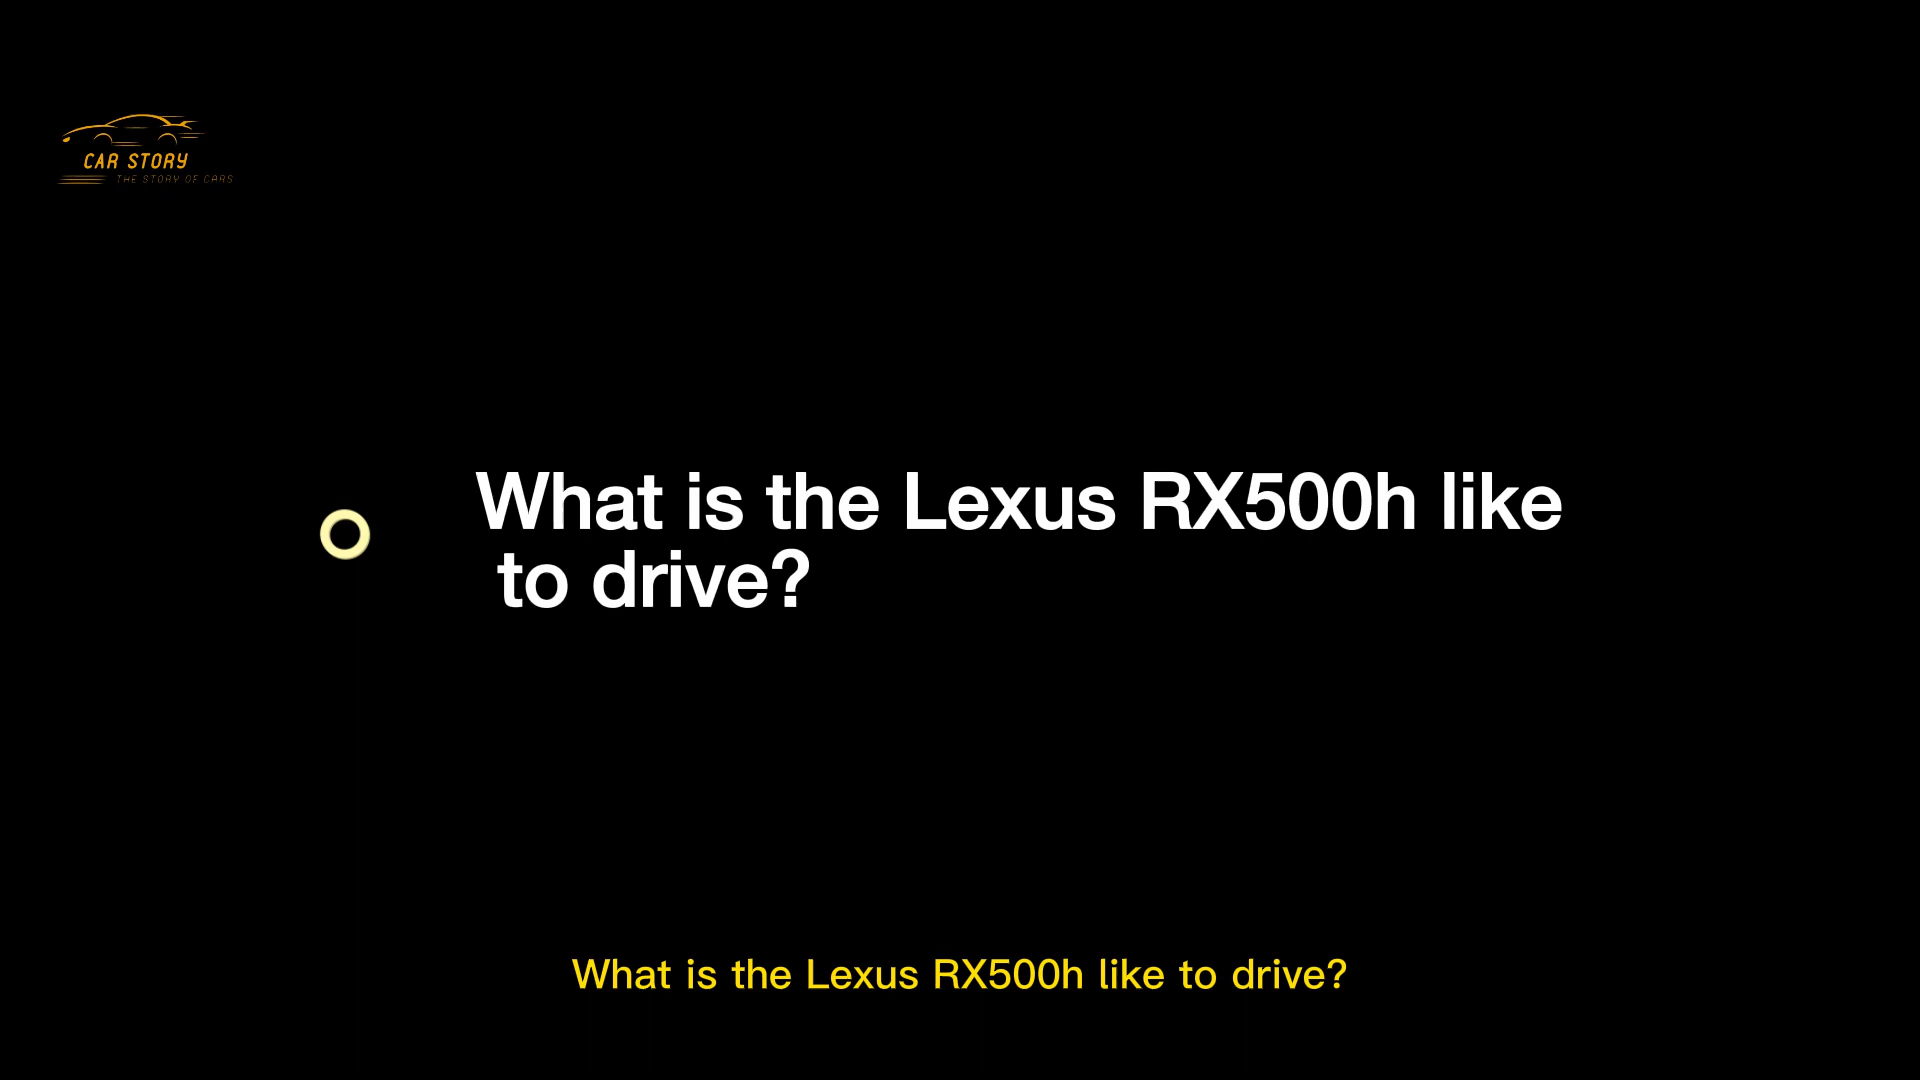 CAR STORY
THE STORY OF CARS
What is the Lexus RX500h like
to drive?
What is the Lexus RX500h like to drive?